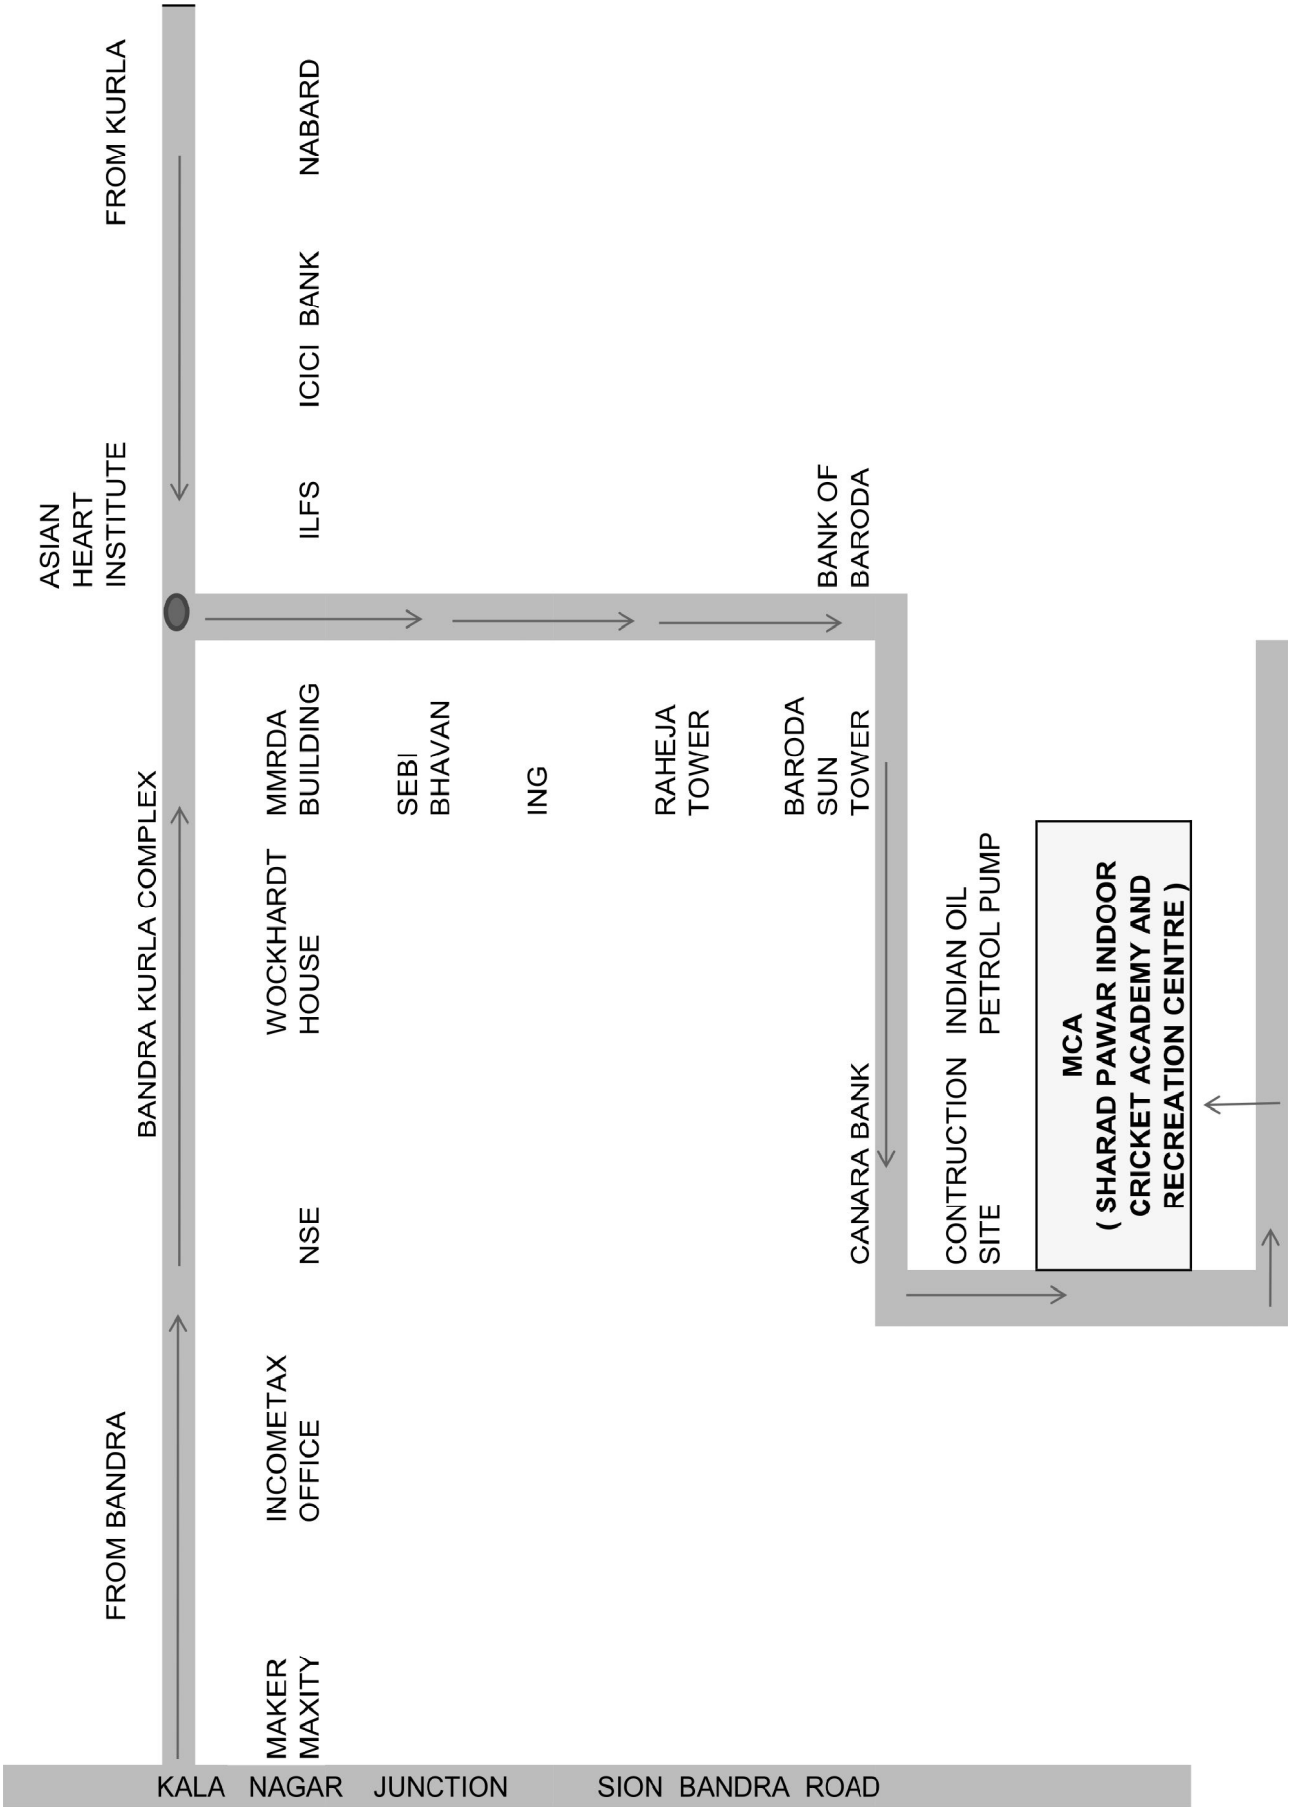 ASIAN
HEART
INSTITUTE
FROM BANDRA
FROM KURLA
BANDRA KURLA COMPLEX
MAKER
MAXITY
INCOMETAX
OFFICE
NSE
WOCKHARDT
HOUSE
MMRDA
BUILDING
ILFS
ICICI BANK
NABARD
SEBI
BHAVAN
ING
RAHEJA
TOWER
BARODA
SUN
TOWER
BANK OF
BARODA
CANARA BANK
CONTRUCTION
SITE
INDIAN OIL
PETROL PUMP
MCA
( SHARAD PAWAR INDOOR
CRICKET ACADEMY AND
RECREATION CENTRE )
KALA NAGAR JUNCTION
SION BANDRA ROAD